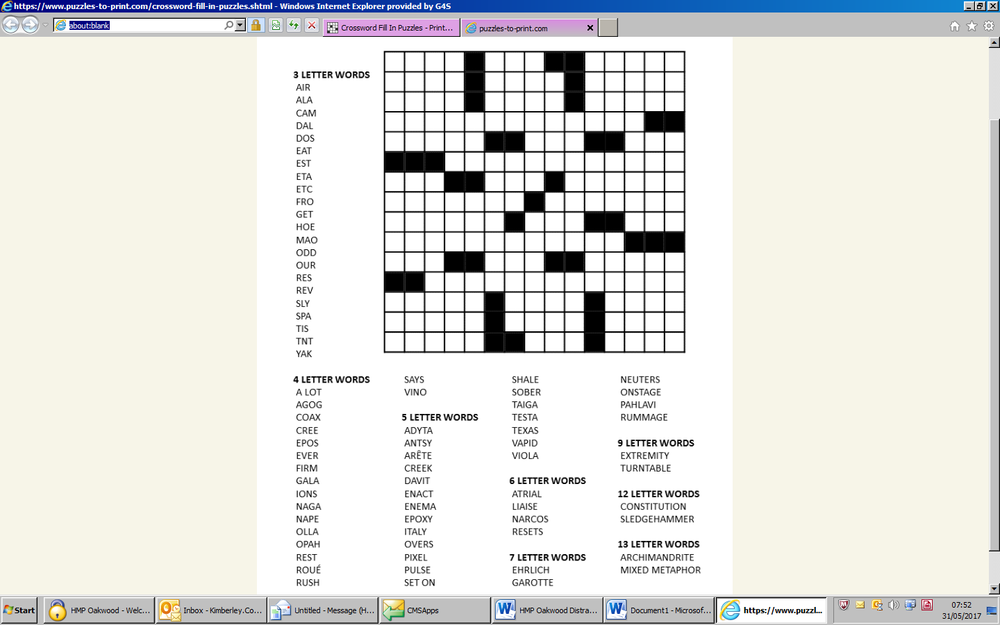 https://www.puzzles-to-print.com/crossword-fill-in-puzzles.shtml - Windows Internet Explorer provided by G4S
about:blank
Crossword Fill In Puzzles - Print...
puzzles-to-print.com
3 LETTER WORDS
AIR
ALA
CAM
DAL
DOS
EAT
EST
ETA
ETC
FRO
GET
HOE
MAO
ODD
OUR
RES
REV
SLY
SPA
TIS
TNT
YAK
4 LETTER WORDS
A LOT
AGOG
COAX
CREE
EPOS
EVER
FIRM
GALA
IONS
NAGA
NAPE
OLLA
OPAH
REST
ROUÉ
RUSH
SAYS
VINO
5 LETTER WORDS
ADYTA
ANTSY
ARÊTE
CREEK
DAVIT
ENACT
ENEMA
EPOXY
ITALY
OVERS
PIXEL
PULSE
SET ON
SHALE
SOBER
TAIGA
TESTA
TEXAS
VAPID
VIOLA
6 LETTER WORDS
ATRIAL
LIAISE
NARCOS
RESETS
7 LETTER WORDS
EHRLICH
GAROTTE
NEUTERS
ONSTAGE
PAHLAVI
RUMMAGE
9 LETTER WORDS
EXTREMITY
TURNTABLE
12 LETTER WORDS
CONSTITUTION
SLEDGEHAMMER
13 LETTER WORDS
ARCHIMANDRITE
MIXED METAPHOR
Start
HMP Oakwood - Welc...
Inbox - Kimberley.Co...
Untitled - Message (H...
CMSApps
HMP Oakwood Distra...
Document1 - Microsof...
https://www.puzzl...
07:52
31/05/2017